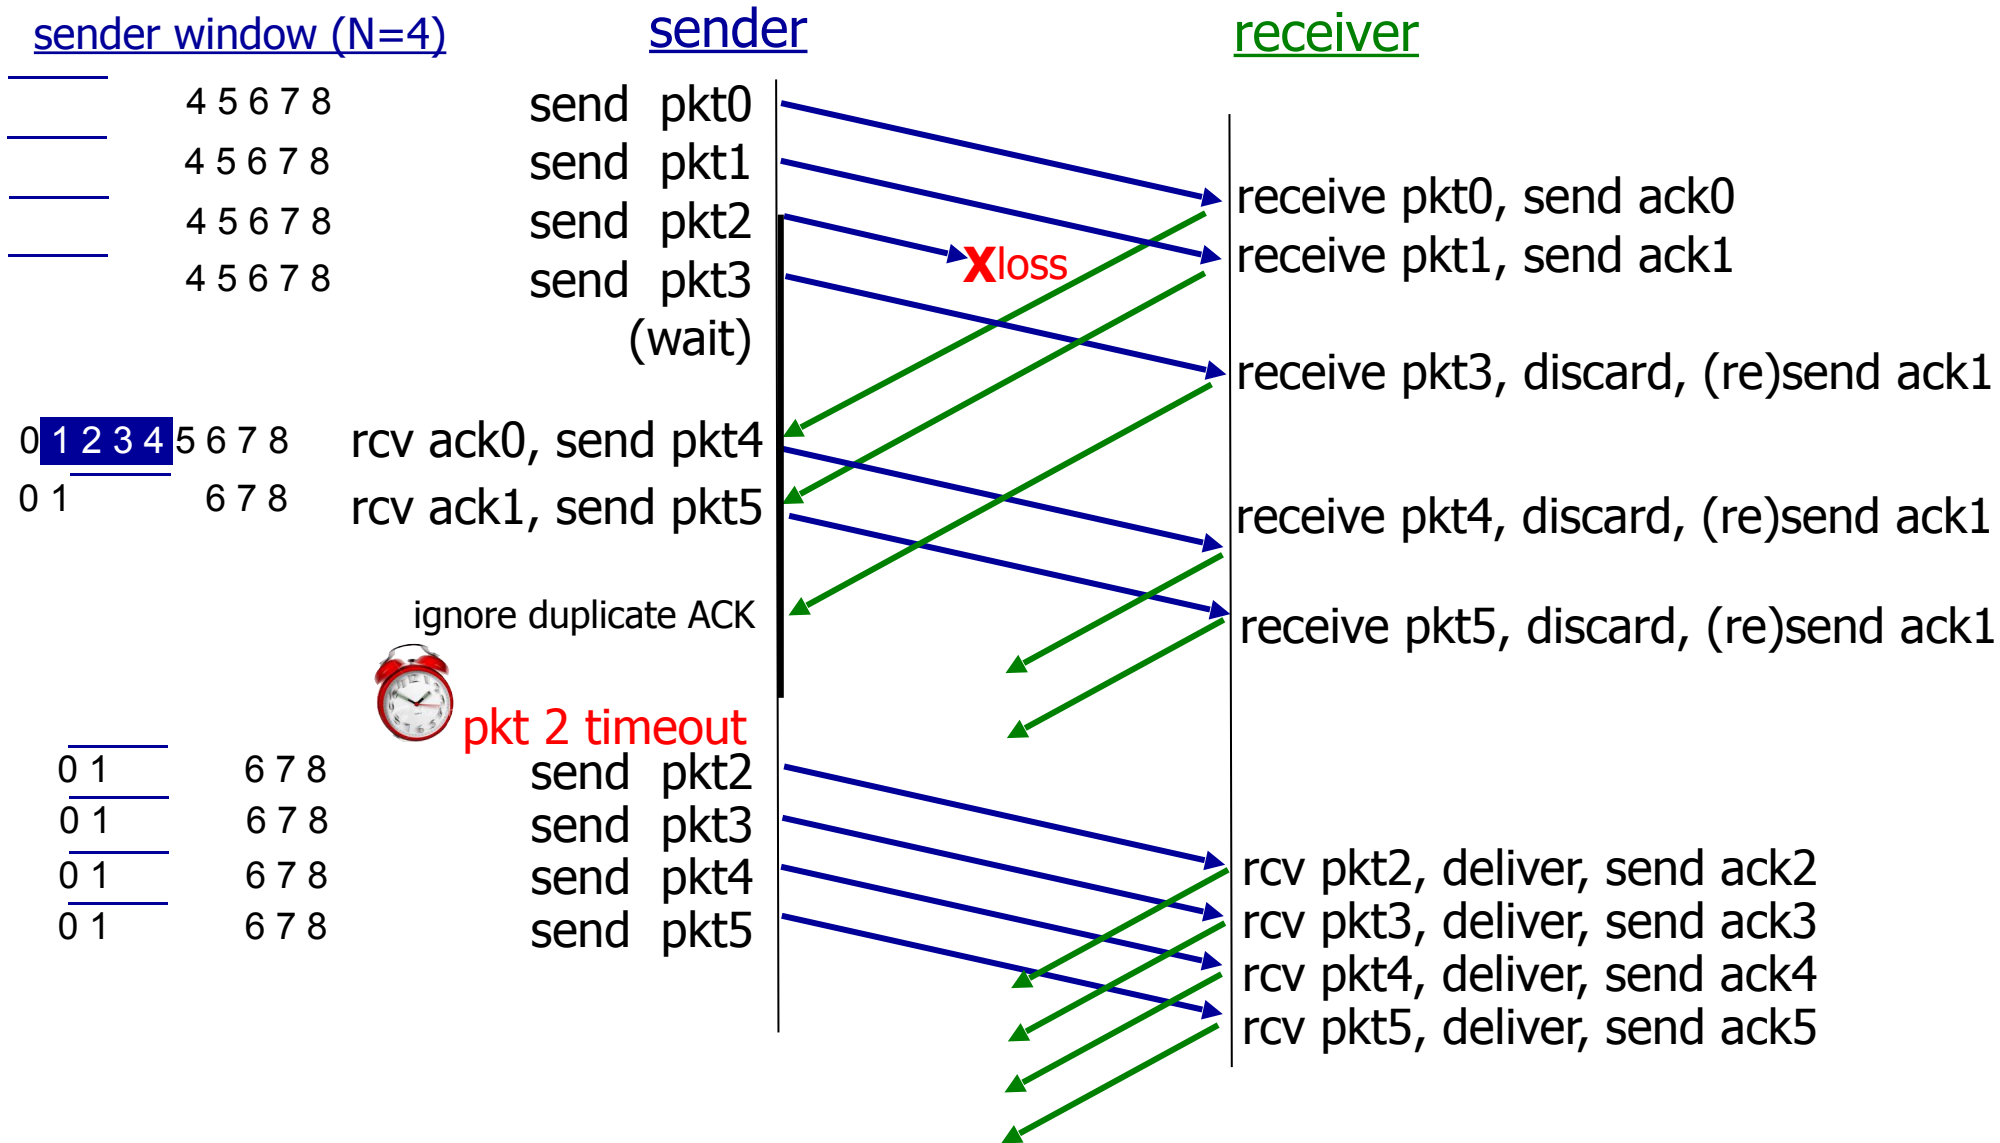 sender window (N=4) sender receiver
4 5 6 7 8 send pkt0
4 5 6 7 8 send pkt1
receive pkt0, send ack0
4 5 6 7 8 send pkt2
Xloss
receive pkt1, send ack1
4 5 6 7 8 send pkt3
(wait)
receive pkt3, discard, (re)send ack1
0 1 2 3 4 5 6 7 8 rcv ack0, send pkt4
0 1 6 7 8 rcv ack1, send pkt5
receive pkt4, discard, (re)send ack1
ignore duplicate ACK
receive pkt5, discard, (re)send ack1
pkt 2 timeout
0 1 6 7 8 send pkt2
0 1 6 7 8 send pkt3
0 1 6 7 8 send pkt4
rcv pkt2, deliver, send ack2
0 1 6 7 8 send pkt5
rcv pkt3, deliver, send ack3
rcv pkt4, deliver, send ack4
rcv pkt5, deliver, send ack5